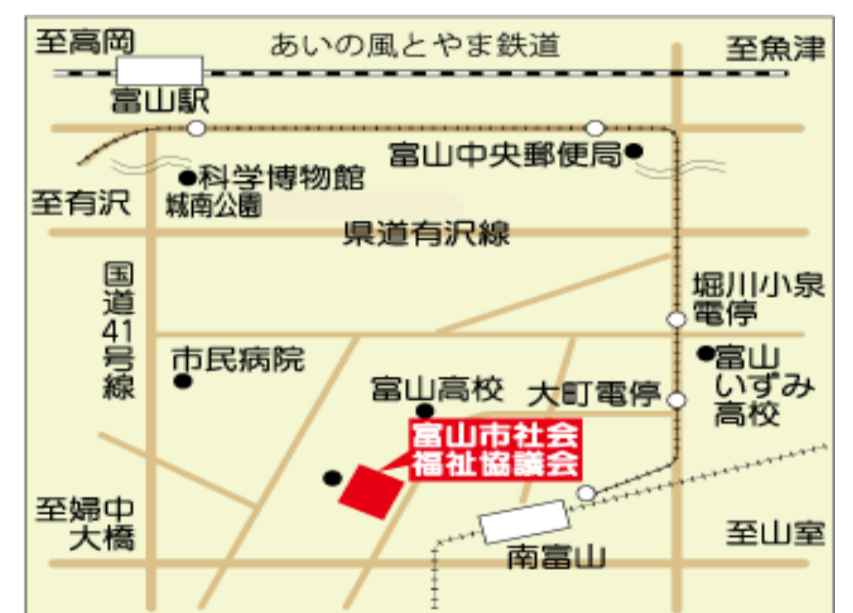 至高岡
あいの風とやま鉄道
至魚津
富山駅
富山中央郵便局
科学博物館
城南公園
至有沢
県道有沢線
国道41号線
堀川小泉
電停
市民病院
富山
いずみ
高校
富山高校
大町電停
富山市社会
福祉協議会
至婦中
大橋
南富山
至山室